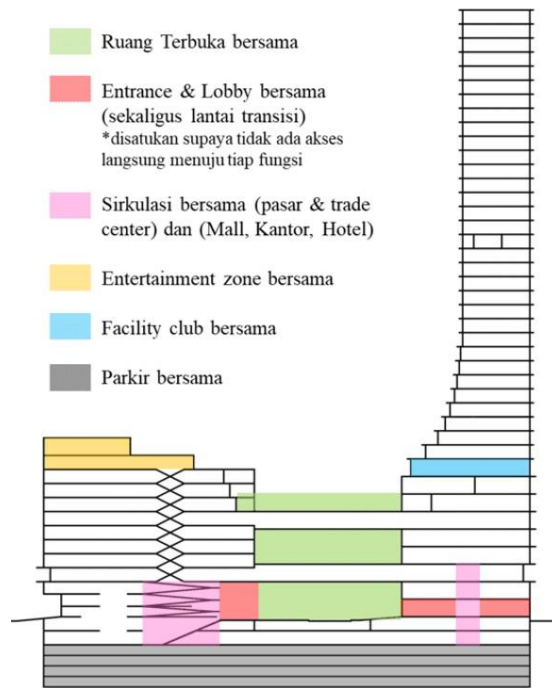 Ruang Terbuka bersama
Entrance & Lobby bersama
(sekaligus lantai transisi)
*disatukan supaya tidak ada akses
langsung menuju tiap fungsi
Sirkulasi bersama (pasar & trade
center) dan (Mall, Kantor, Hotel)
Entertainment zone bersama
Facility club bersama
Parkir bersama